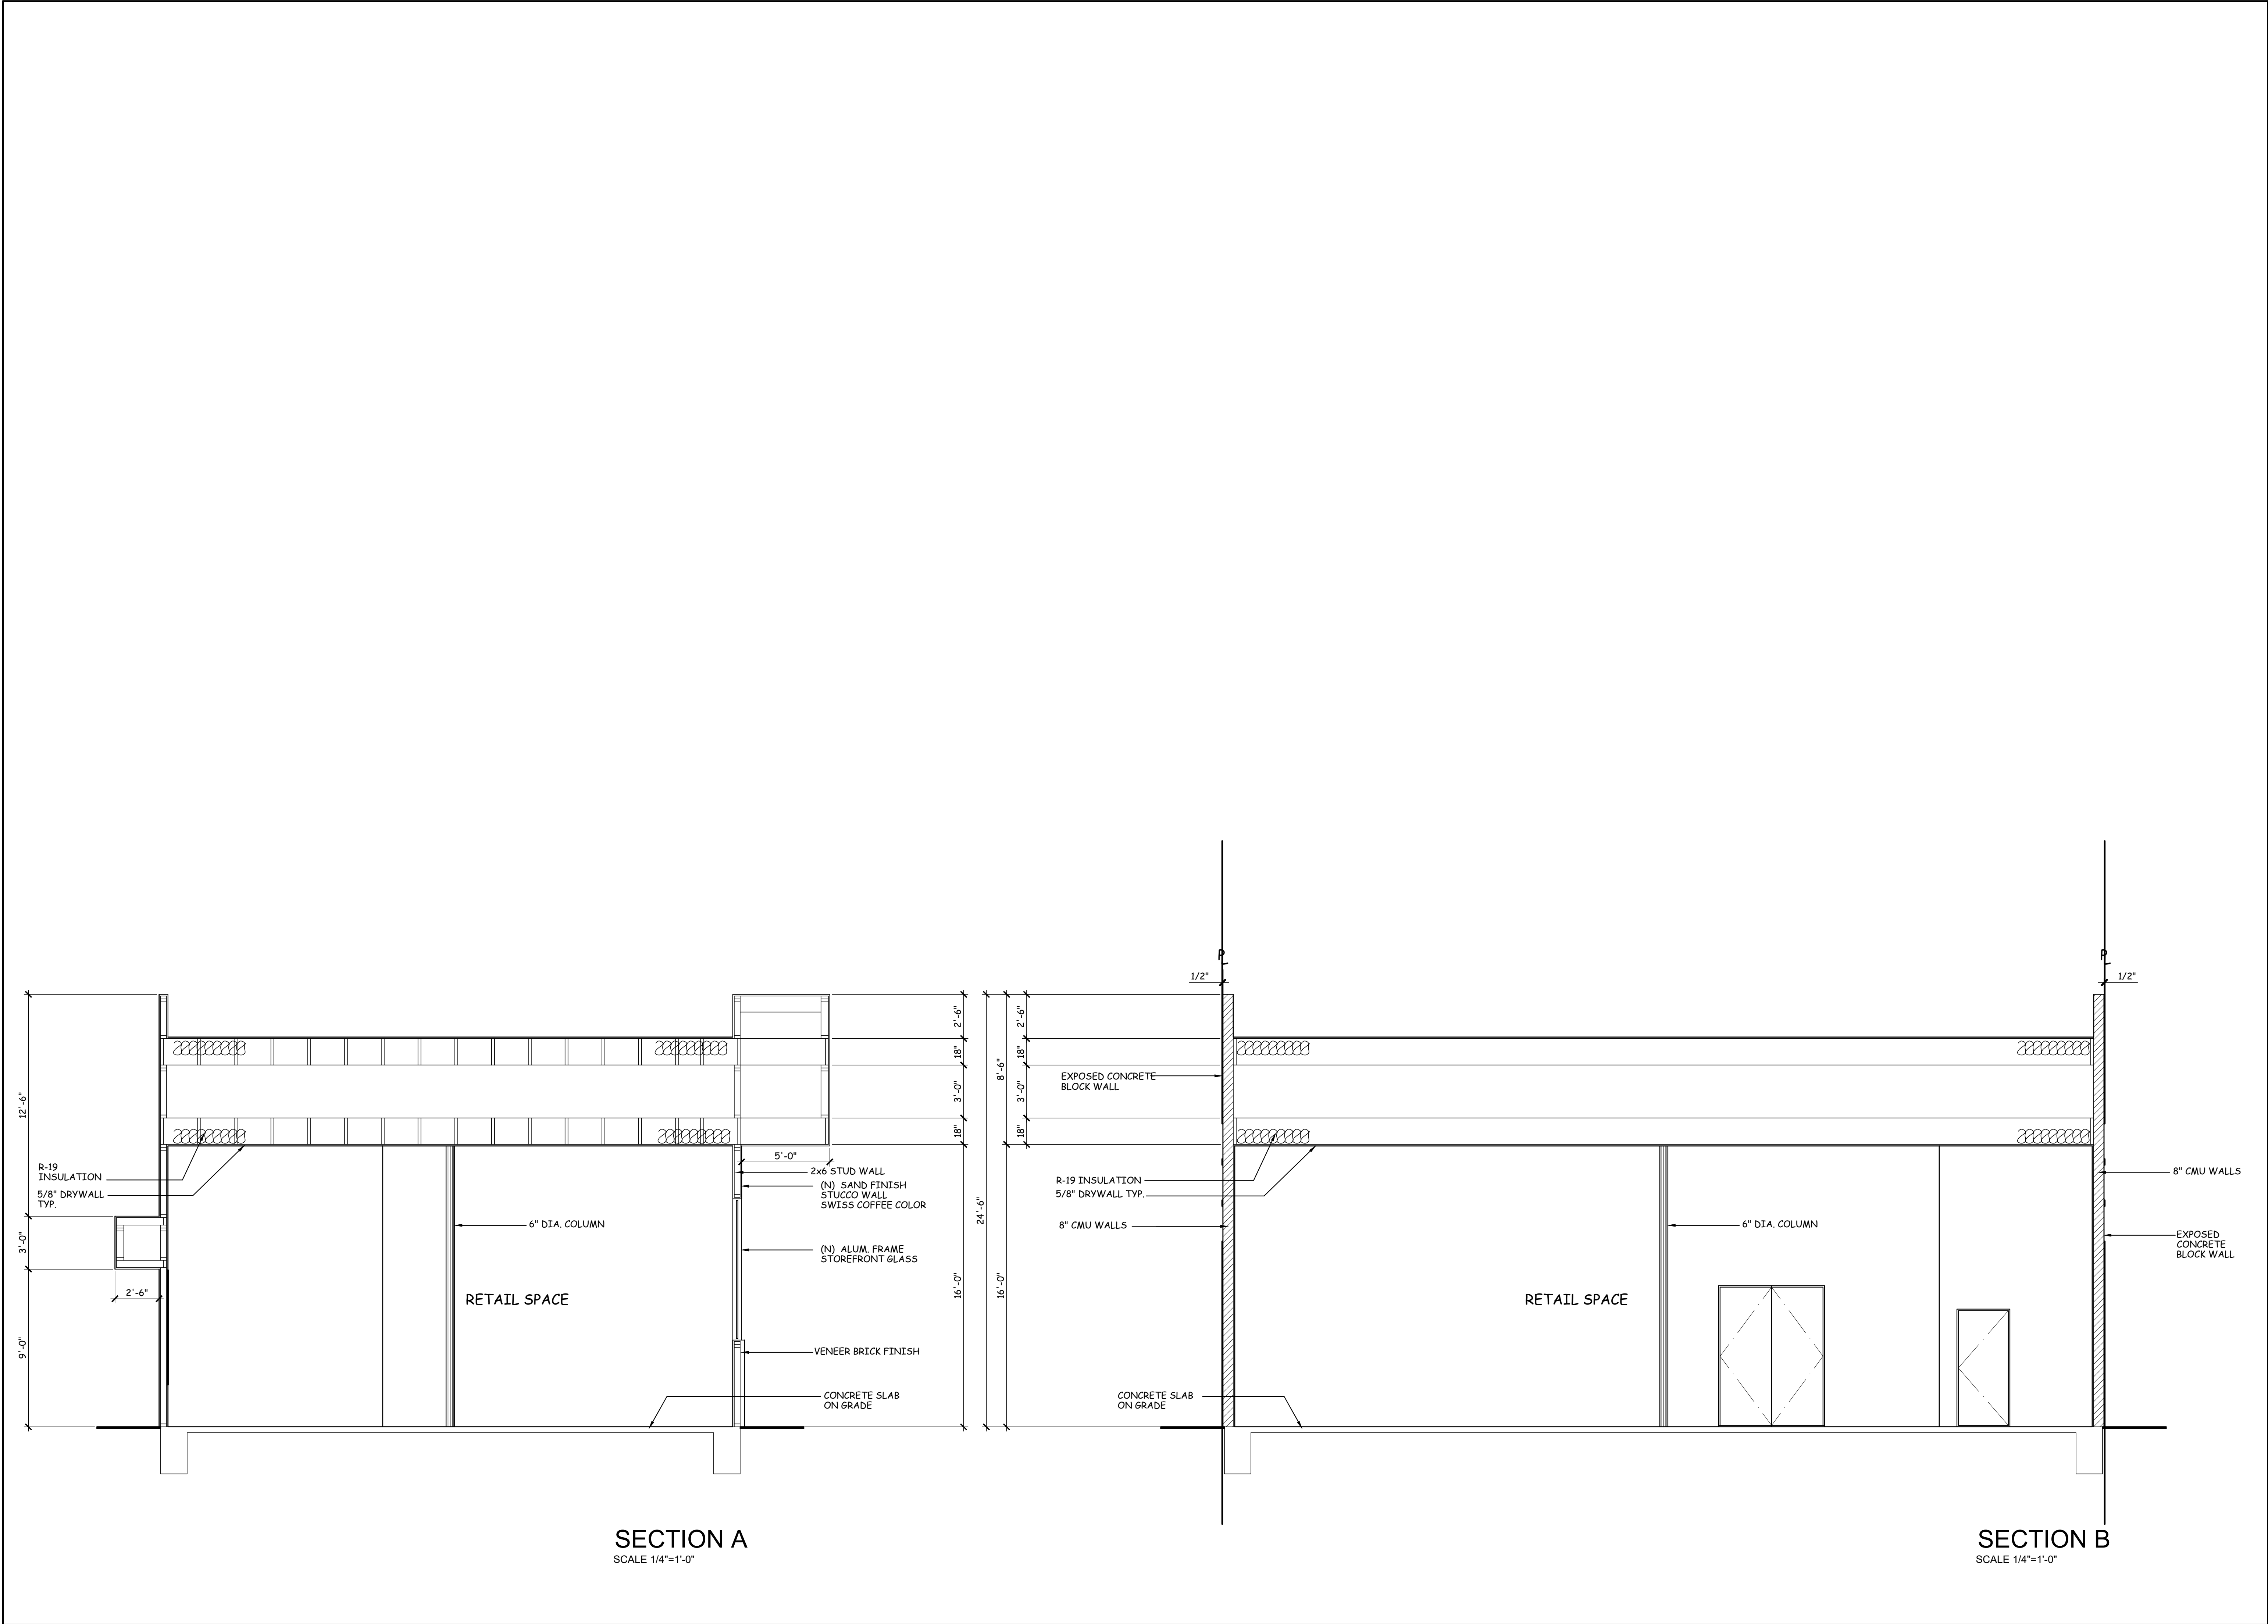 12'-6"
3'-0"
9'-0"
2'-6"
R-19
INSULATION
5/8" DRYWALL
TYP.
6" DIA. COLUMN
RETAIL SPACE
5'-0"
2x6 STUD WALL
(N) SAND FINISH
STUCCO WALL
SWISS COFFEE COLOR
(N) ALUM. FRAME
STOREFRONT GLASS
VENEER BRICK FINISH
CONCRETE SLAB
ON GRADE
2'-6"
18"
3'-0"
18"
16'-0"
SECTION A
SCALE 1/4"=1'-0"
24'-6"
8'-6"
16'-0"
2'-6"
18"
3'-0"
18"
P
L
1/2"
EXPOSED CONCRETE
BLOCK WALL
R-19 INSULATION
5/8" DRYWALL TYP.
8" CMU WALLS
CONCRETE SLAB
ON GRADE
6" DIA. COLUMN
RETAIL SPACE
P
L
1/2"
8" CMU WALLS
EXPOSED
CONCRETE
BLOCK WALL
SECTION B
SCALE 1/4"=1'-0"